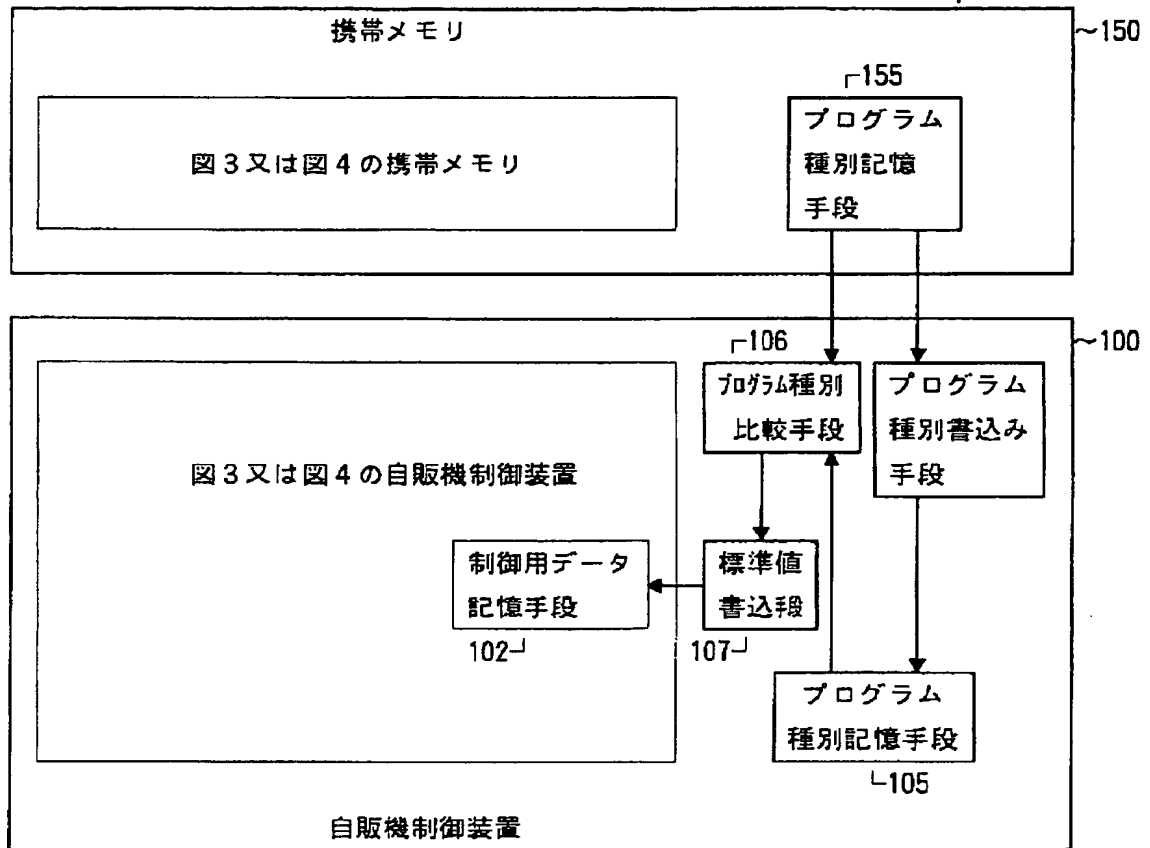 携帯メモリ
~150
155
プログラム
種別記憶
手段
図3又は図4の携帯メモリ
~100
106
プログラム種別
比較手段
プログラム
種別書込み
手段
図3又は図4の自販機制御装置
制御用データ
記憶手段
102
標準値
書込手段
107
プログラム
種別記憶手段
105
自販機制御装置